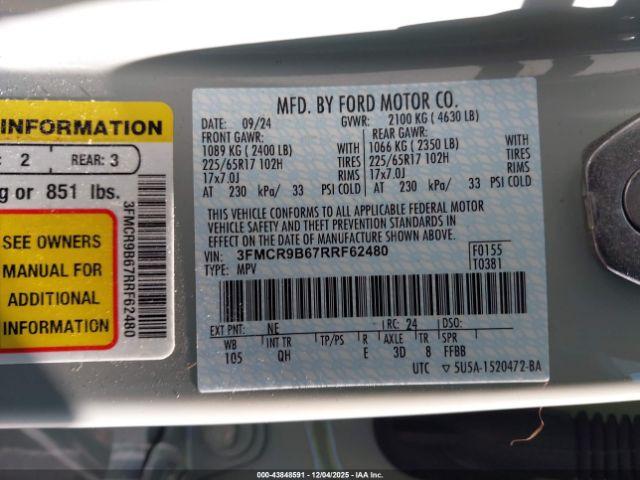 INFORMATION
: 2 REAR: 3
g or 851 lbs.
SEE OWNERS
MANUAL FOR
ADDITIONAL
INFORMATION
3FMCR9B67RRF62480
MFD. BY FORD MOTOR CO.
DATE: 09/24 GVWR: 2100 KG ( 4630 LB)
FRONT GAWR: REAR GAWR:
1089 KG ( 2400 LB) WITH 1066 KG ( 2350 LB) WITH
225/65R17 102H TIRES 225/65R17 102H TIRES
17x7.0J RIMS 17x7.0J RIMS
AT 230 kPa/ 33 PSI COLD AT 230 kPa/ 33 PSI COLD
THIS VEHICLE CONFORMS TO ALL APPLICABLE FEDERAL MOTOR
VEHICLE SAFETY AND THEFT PREVENTION STANDARDS IN
EFFECT ON THE DATE OF MANUFACTURE SHOWN ABOVE.
VIN: 3FMCR9B67RRF62480 F0155
TYPE: MPV T0381
EXT PNT: NE RC: 24 DSO:
WB INT TR TP/PS R AXLE TR SPR
105 QH E 3D 8 FFBB
UTC ▽ 5U5A-1520472-BA
000-43848591 - 12/04/2025 - IAA Inc.